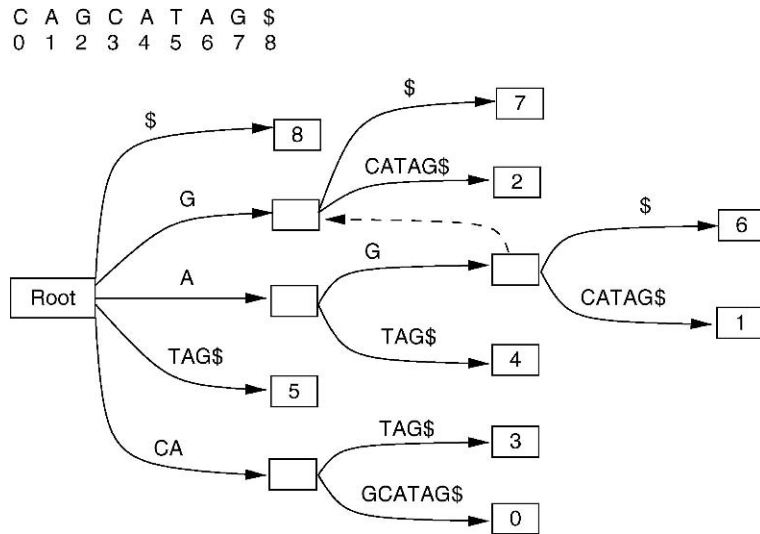 C A G C A T A G $
0 1 2 3 4 5 6 7 8
$
7
$
8
CATAG$
2
G
$
6
G
A
Root
CATAG$
1
TAG$
4
TAG$
5
TAG$
3
CA
GCATAG$
0